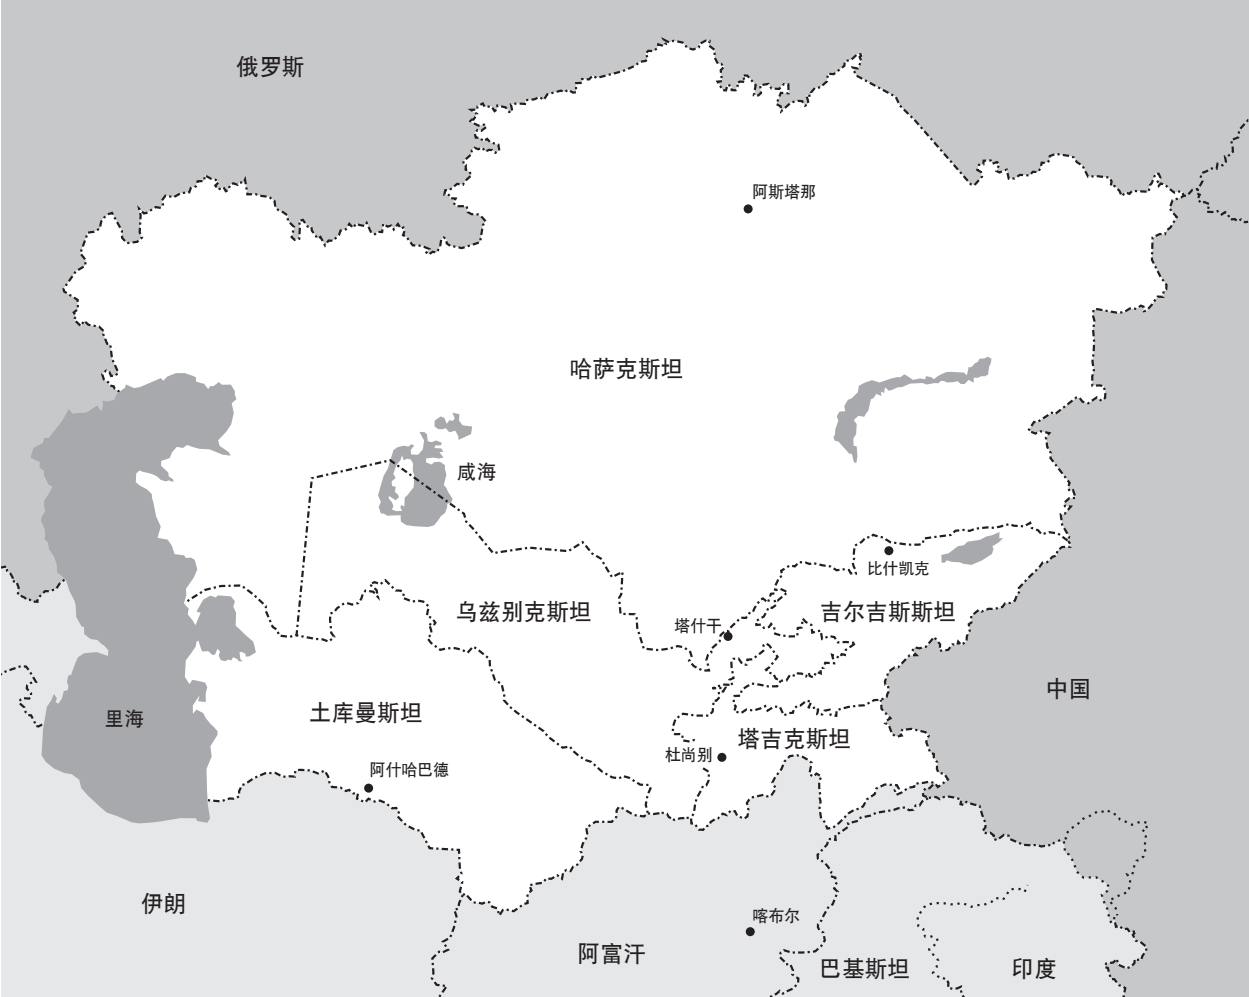 俄罗斯
阿斯塔那
哈萨克斯坦
咸海
比什凯克
乌兹别克斯坦
吉尔吉斯斯坦
塔什干
中国
里海
土库曼斯坦
塔吉克斯坦
杜尚别
阿什哈巴德
伊朗
喀布尔
阿富汗
巴基斯坦
印度